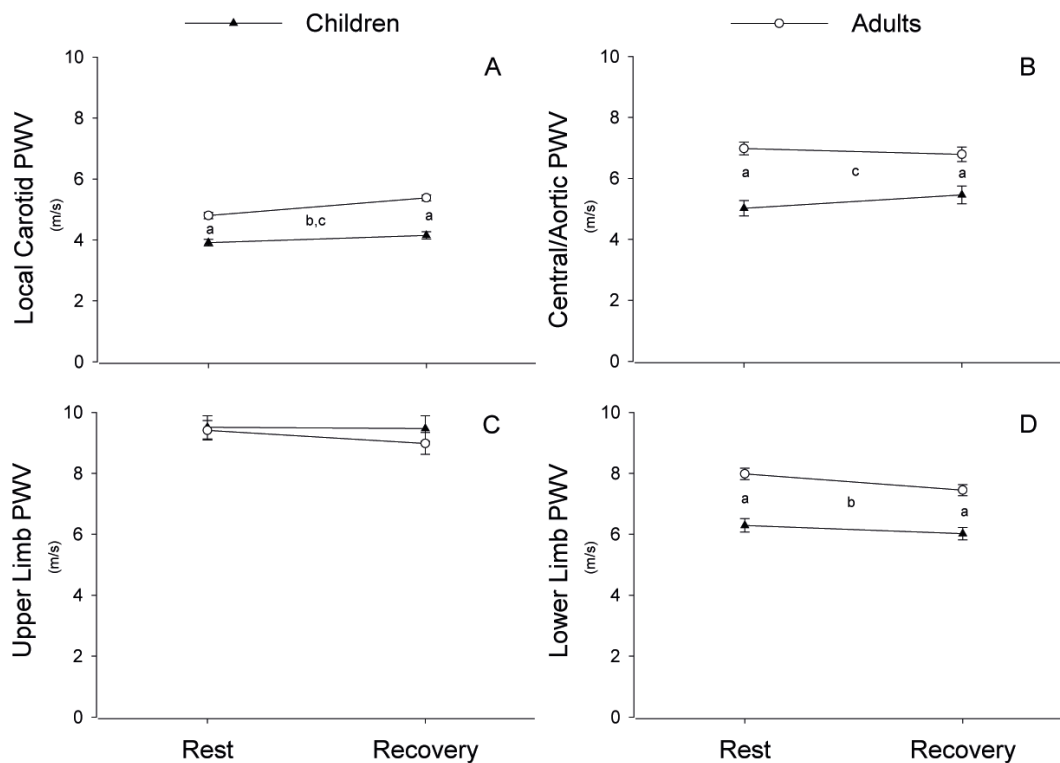 Children
Adults
A
10
8
6
4
2
0
Local Carotid PWV
(m/s)
a
b,c
a
B
10
8
6
4
2
0
Central/Aortic PWV
(m/s)
a
c
a
C
10
8
6
4
2
0
Upper Limb PWV
(m/s)
Rest
Recovery
D
10
8
6
4
2
0
Lower Limb PWV
(m/s)
a
b
a
Rest
Recovery